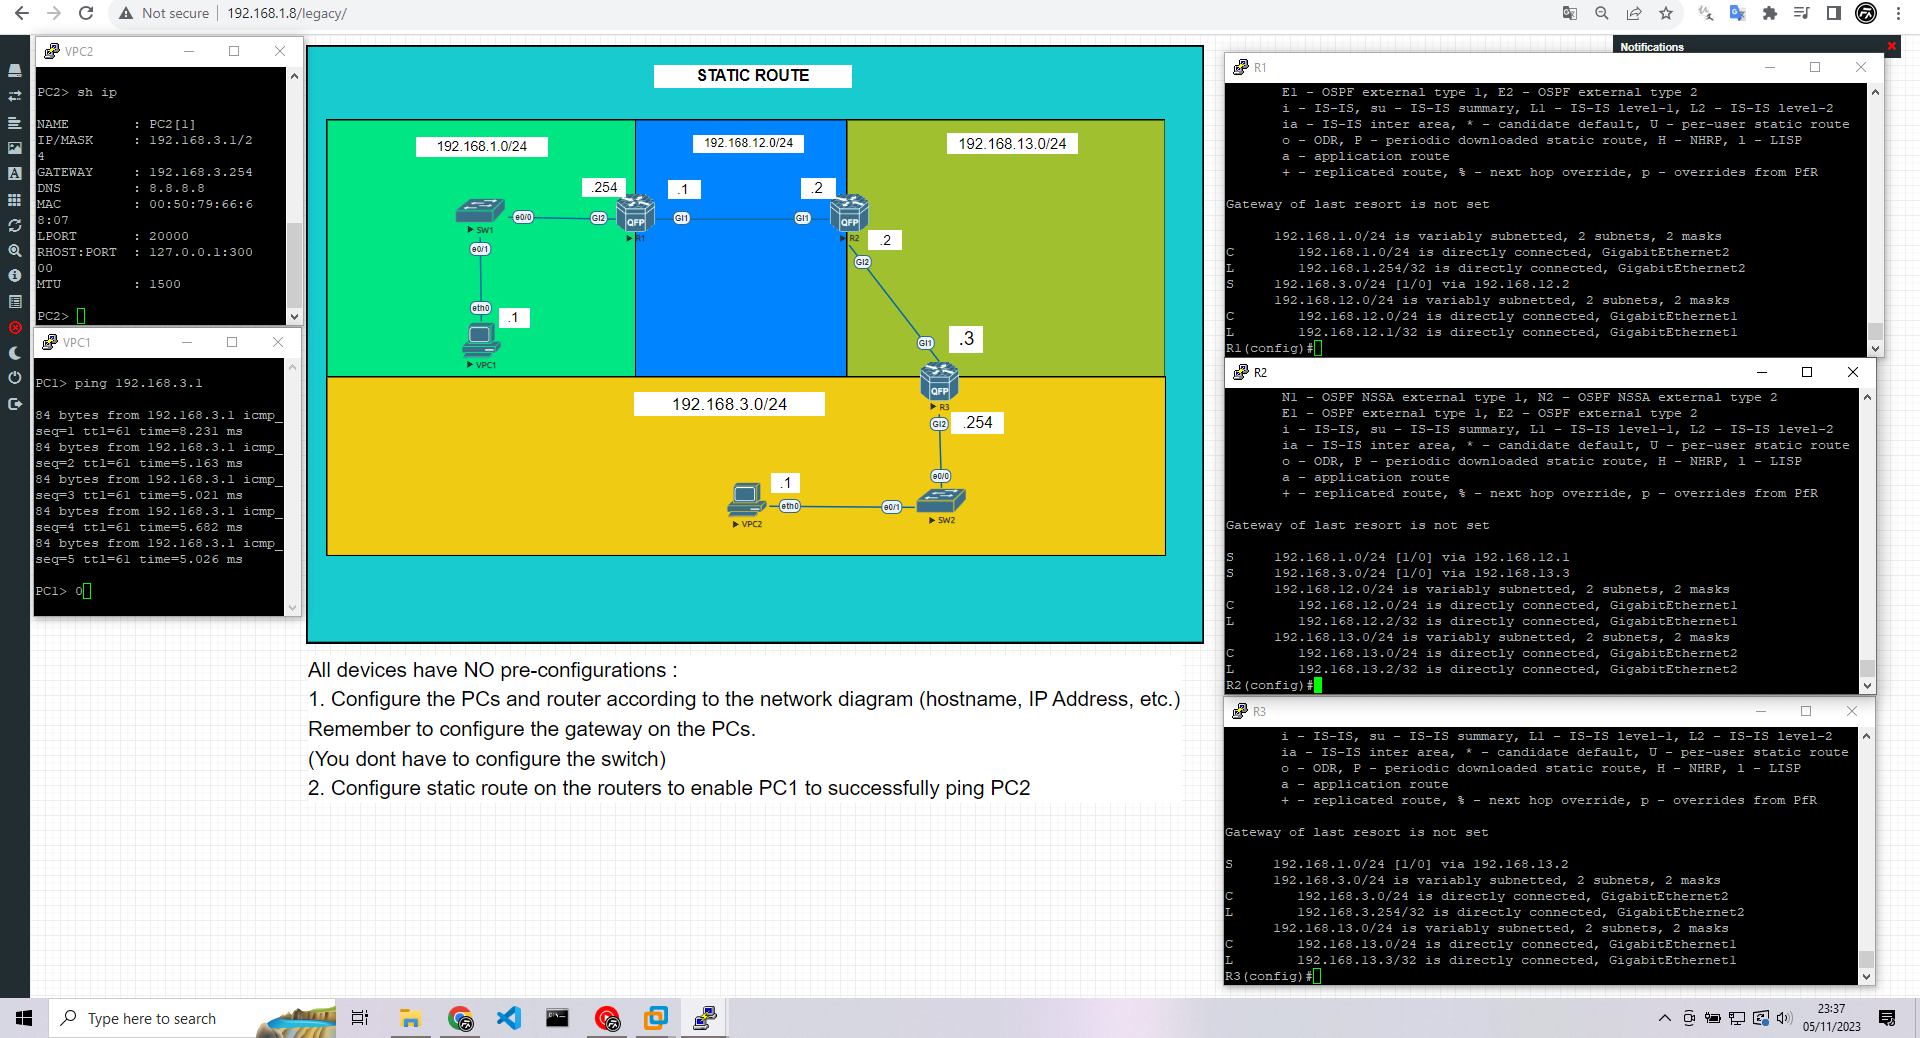 Not secure
192.168.1.8/legacy/
Notifications
VPC2
PC2> sh ip
NAME : PC2[1]
IP/MASK : 192.168.3.1/2
4
GATEWAY : 192.168.3.254
DNS : 8.8.8.8
MAC : 00:50:79:66:6
8:07
LPORT : 20000
RHOST:PORT : 127.0.0.1:300
00
MTU : 1500
PC2>
VPC1
PC1> ping 192.168.3.1
84 bytes from 192.168.3.1 icmp_
seq=1 ttl=61 time=8.231 ms
84 bytes from 192.168.3.1 icmp_
seq=2 ttl=61 time=5.163 ms
84 bytes from 192.168.3.1 icmp_
seq=3 ttl=61 time=5.021 ms
84 bytes from 192.168.3.1 icmp_
seq=4 ttl=61 time=5.682 ms
84 bytes from 192.168.3.1 icmp_
seq=5 ttl=61 time=5.026 ms
PC1> 0
STATIC ROUTE
192.168.1.0/24
192.168.12.0/24
192.168.13.0/24
.254
.1
.2
SW1
e0/0
Gi2
QFP
R1
Gi1
Gi1
QFP
R2
.2
e0/1
Gi2
eth0
.1
VPC1
Gi1
.3
QFP
R3
192.168.3.0/24
Gi2
.254
e0/0
.1
VPC2
eth0
e0/1
SW2
All devices have NO pre-configurations :
1. Configure the PCs and router according to the network diagram (hostname, IP Address, etc.)
Remember to configure the gateway on the PCs.
(You dont have to configure the switch)
2. Configure static route on the routers to enable PC1 to successfully ping PC2
R1
E1 - OSPF external type 1, E2 - OSPF external type 2
i - IS-IS, su - IS-IS summary, L1 - IS-IS level-1, L2 - IS-IS level-2
ia - IS-IS inter area, * - candidate default, U - per-user static route
o - ODR, P - periodic downloaded static route, H - NHRP, l - LISP
a - application route
+ - replicated route, % - next hop override, p - overrides from PfR
Gateway of last resort is not set
192.168.1.0/24 is variably subnetted, 2 subnets, 2 masks
C 192.168.1.0/24 is directly connected, GigabitEthernet2
L 192.168.1.254/32 is directly connected, GigabitEthernet2
S 192.168.3.0/24 [1/0] via 192.168.12.2
192.168.12.0/24 is variably subnetted, 2 subnets, 2 masks
C 192.168.12.0/24 is directly connected, GigabitEthernet1
L 192.168.12.1/32 is directly connected, GigabitEthernet1
R1(config)#
R2
N1 - OSPF NSSA external type 1, N2 - OSPF NSSA external type 2
E1 - OSPF external type 1, E2 - OSPF external type 2
i - IS-IS, su - IS-IS summary, L1 - IS-IS level-1, L2 - IS-IS level-2
ia - IS-IS inter area, * - candidate default, U - per-user static route
o - ODR, P - periodic downloaded static route, H - NHRP, l - LISP
a - application route
+ - replicated route, % - next hop override, p - overrides from PfR
Gateway of last resort is not set
S 192.168.1.0/24 [1/0] via 192.168.12.1
S 192.168.3.0/24 [1/0] via 192.168.13.3
192.168.12.0/24 is variably subnetted, 2 subnets, 2 masks
C 192.168.12.0/24 is directly connected, GigabitEthernet1
L 192.168.12.2/32 is directly connected, GigabitEthernet1
192.168.13.0/24 is variably subnetted, 2 subnets, 2 masks
C 192.168.13.0/24 is directly connected, GigabitEthernet2
L 192.168.13.2/32 is directly connected, GigabitEthernet2
R2(config)#
R3
i - IS-IS, su - IS-IS summary, L1 - IS-IS level-1, L2 - IS-IS level-2
ia - IS-IS inter area, * - candidate default, U - per-user static route
o - ODR, P - periodic downloaded static route, H - NHRP, l - LISP
a - application route
+ - replicated route, % - next hop override, p - overrides from PfR
Gateway of last resort is not set
S 192.168.1.0/24 [1/0] via 192.168.13.2
192.168.3.0/24 is variably subnetted, 2 subnets, 2 masks
C 192.168.3.0/24 is directly connected, GigabitEthernet2
L 192.168.3.254/32 is directly connected, GigabitEthernet2
192.168.13.0/24 is variably subnetted, 2 subnets, 2 masks
C 192.168.13.0/24 is directly connected, GigabitEthernet1
L 192.168.13.3/32 is directly connected, GigabitEthernet1
R3(config)#
Type here to search
23:37
05/11/2023